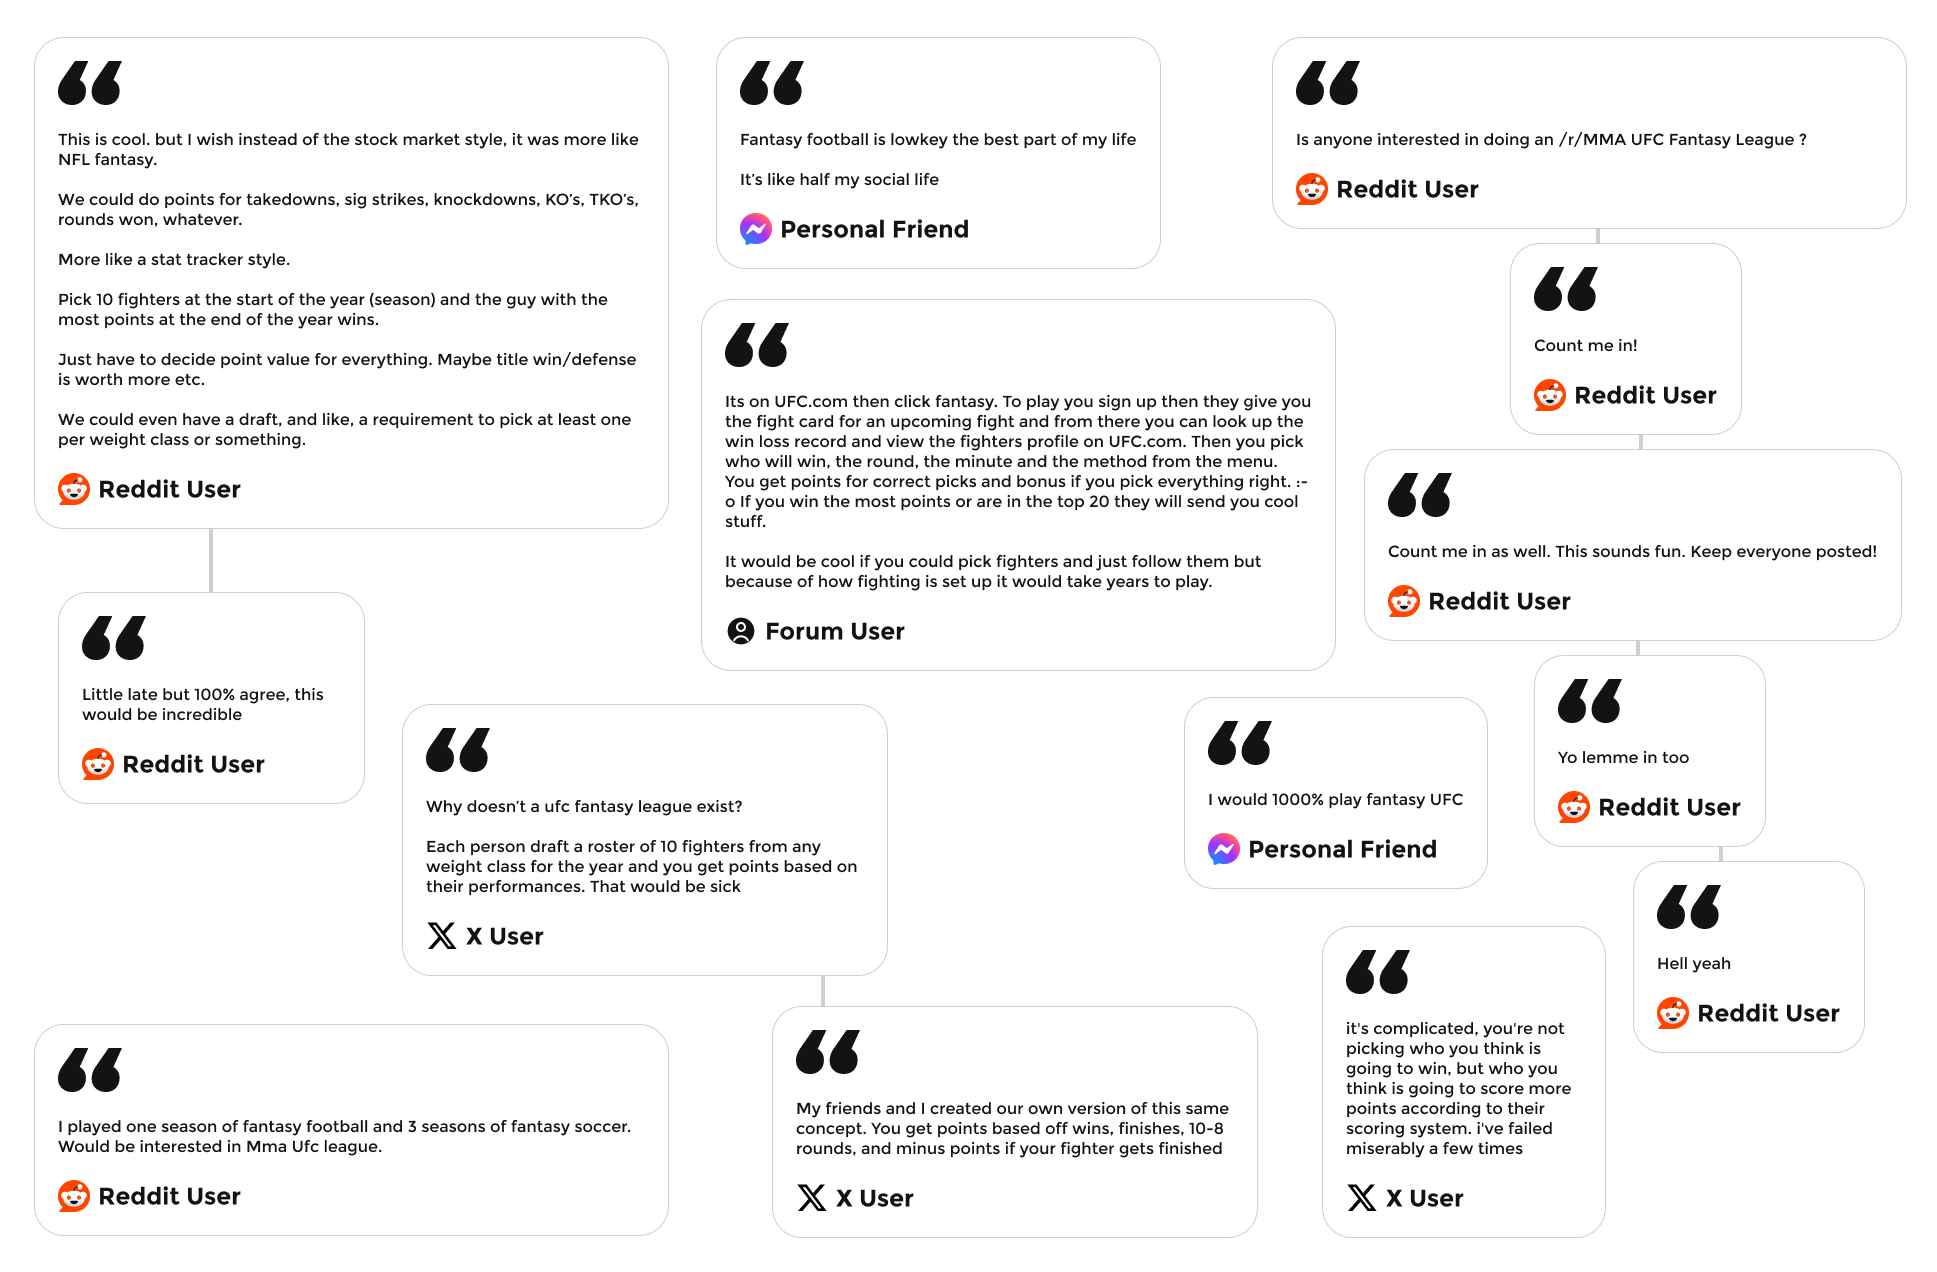 This is cool. but I wish instead of the stock market style, it was more like
NFL fantasy.
We could do points for takedowns, sig strikes, knockdowns, KO’s, TKO’s,
rounds won, whatever.
More like a stat tracker style.
Pick 10 fighters at the start of the year (season) and the guy with the
most points at the end of the year wins.
Just have to decide point value for everything. Maybe title win/defense
is worth more etc.
We could even have a draft, and like, a requirement to pick at least one
per weight class or something.
Reddit User
Little late but 100% agree, this
would be incredible
Reddit User
Fantasy football is lowkey the best part of my life
It’s like half my social life
Personal Friend
Its on UFC.com then click fantasy. To play you sign up then they give you
the fight card for an upcoming fight and from there you can look up the
win loss record and view the fighters profile on UFC.com. Then you pick
who will win, the round, the minute and the method from the menu.
You get points for correct picks and bonus if you pick everything right. :-
o If you win the most points or are in the top 20 they will send you cool
stuff.
It would be cool if you could pick fighters and just follow them but
because of how fighting is set up it would take years to play.
Forum User
Is anyone interested in doing an /r/MMA UFC Fantasy League ?
Reddit User
Count me in!
Reddit User
Count me in as well. This sounds fun. Keep everyone posted!
Reddit User
Yo lemme in too
Reddit User
Hell yeah
Reddit User
Why doesn’t a ufc fantasy league exist?
Each person draft a roster of 10 fighters from any
weight class for the year and you get points based on
their performances. That would be sick
X User
My friends and I created our own version of this same
concept. You get points based off wins, finishes, 10-8
rounds, and minus points if your fighter gets finished
X User
I would 1000% play fantasy UFC
Personal Friend
it's complicated, you're not
picking who you think is
going to win, but who you
think is going to score more
points according to their
scoring system. i've failed
miserably a few times
X User
I played one season of fantasy football and 3 seasons of fantasy soccer.
Would be interested in Mma Ufc league.
Reddit User